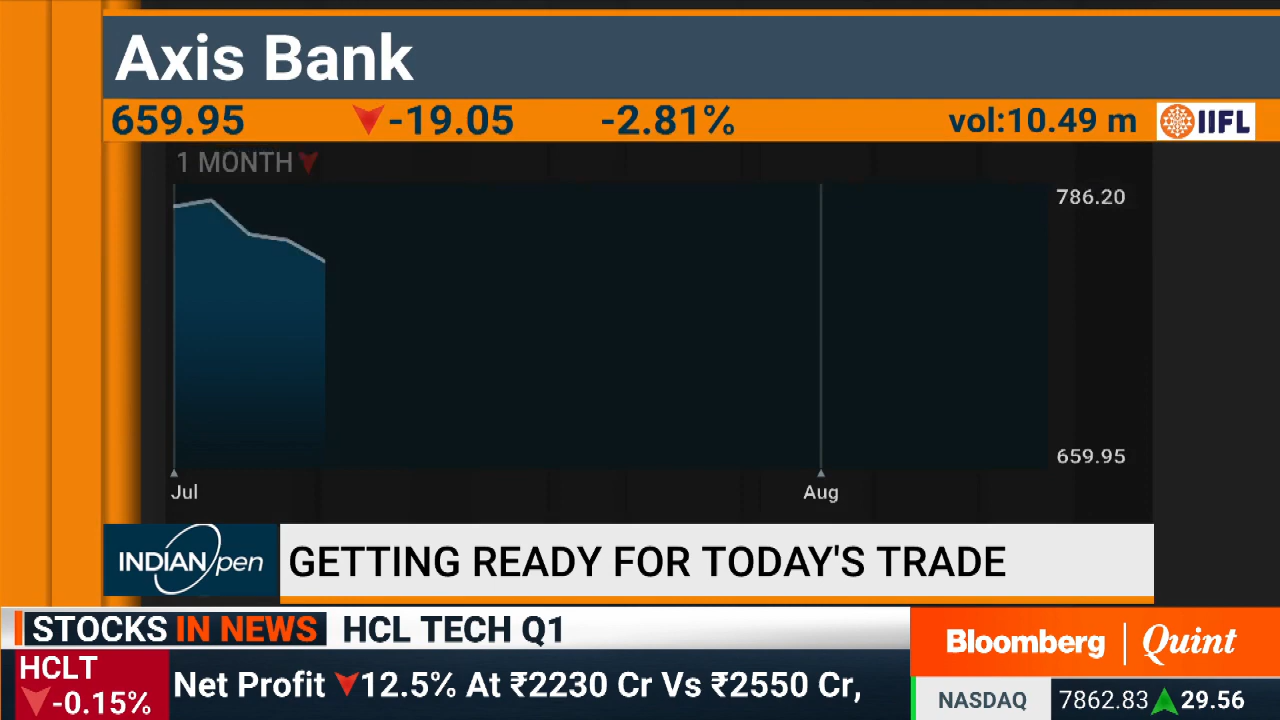 Axis Bank
659.95 -19.05 -2.81% vol:10.49 m IIFL
1 MONTH
786.20
659.95
Jul Aug
INDIAN Open GETTING READY FOR TODAY'S TRADE
STOCKS IN NEWS HCL TECH Q1
Bloomberg | Quint
HCLT
-0.15%
Net Profit 12.5% At ₹2230 Cr Vs ₹2550 Cr,
NASDAQ 7862.83 29.56